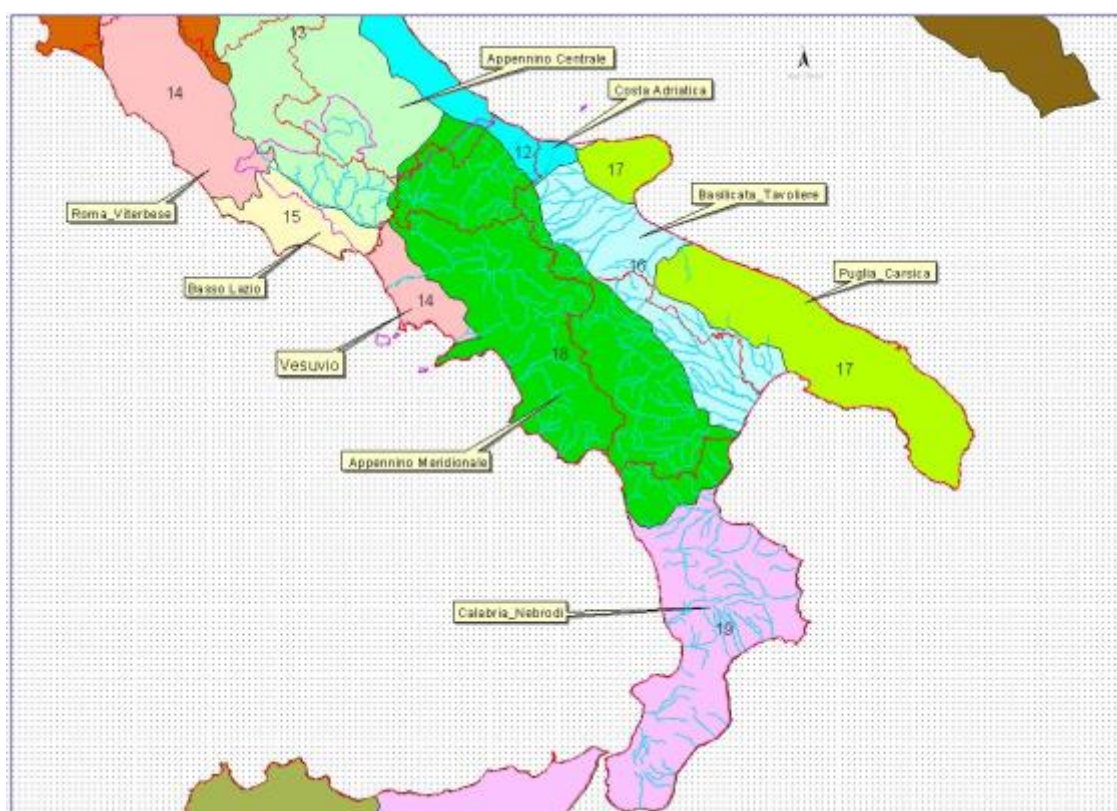 13
Appennino Centrale
14
Costa Adriatica
12
17
Basilicata_Tavoliere
Roma_Viterbese
15
16
Puglia_Carsica
Basso Lazio
14
Vesuvio
18
17
Appennino Meridionale
Calabria_Nebrodi
19